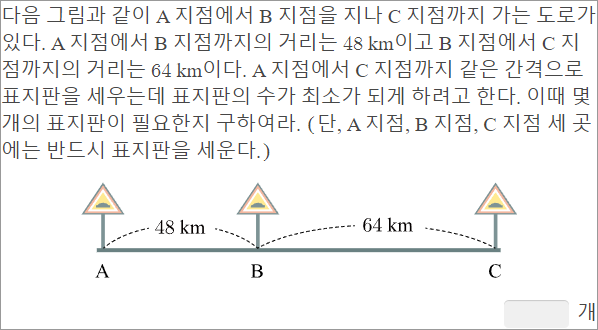 다음 그림과 같이 A 지점에서 B 지점을 지나 C 지점까지 가는 도로가
있다. A 지점에서 B 지점까지의 거리는 48 km이고 B 지점에서 C 지
점까지의 거리는 64 km이다. A 지점에서 C 지점까지 같은 간격으로
표지판을 세우는데 표지판의 수가 최소가 되게 하려고 한다. 이때 몇
개의 표지판이 필요한지 구하여라. (단, A 지점, B 지점, C 지점 세 곳
에는 반드시 표지판을 세운다.)
48 km 64 km
A B C
개